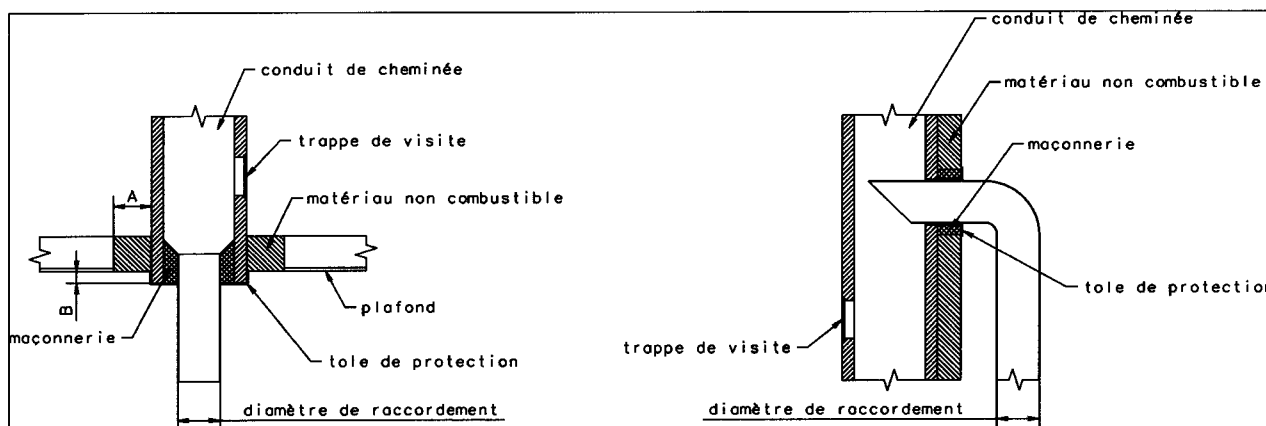 conduit de cheminée
trappe de visite
A
matériau non combustible
B
plafond
maçonnerie
tole de protection
diamètre de raccordement
conduit de cheminée
matériau non combustible
maçonnerie
tole de protection
trappe de visite
diamètre de raccordement